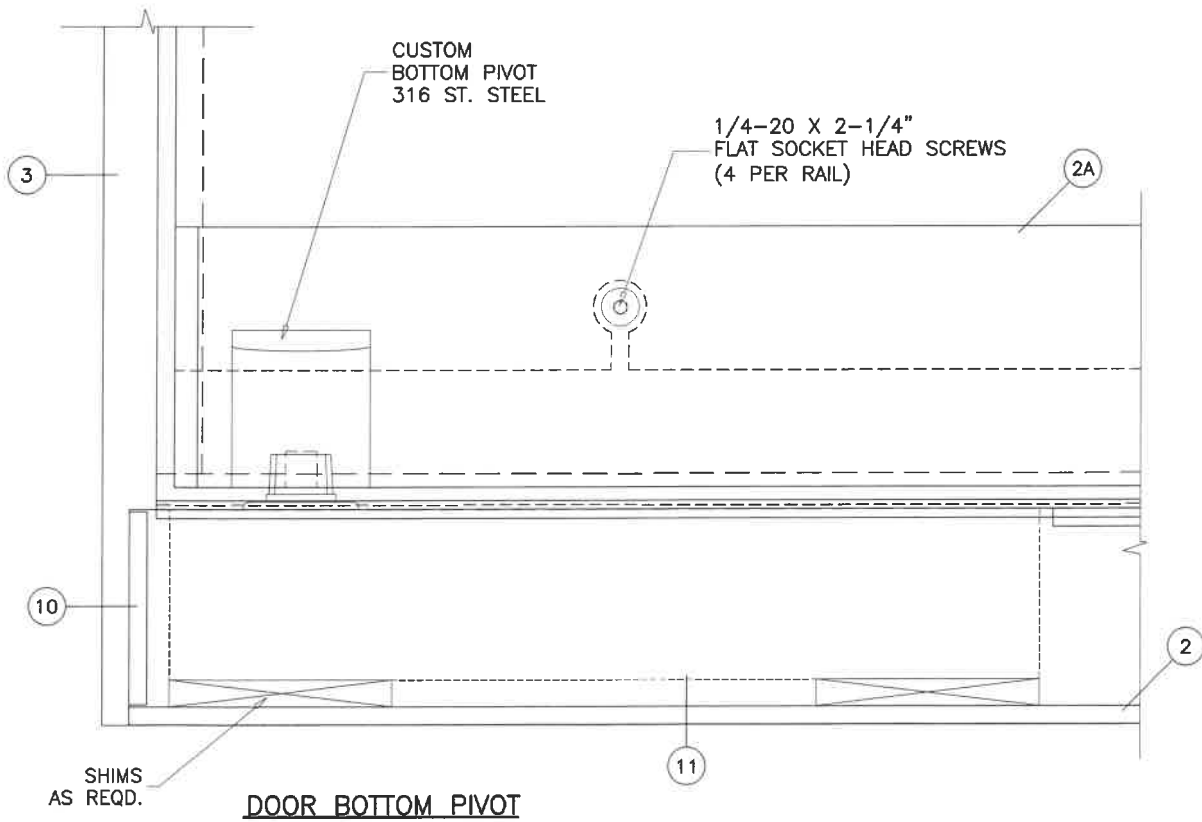 CUSTOM
BOTTOM PIVOT
316 ST. STEEL
1/4-20 X 2-1/4"
FLAT SOCKET HEAD SCREWS
(4 PER RAIL)
2A
3
10
2
11
SHIMS
AS REQD.
DOOR BOTTOM PIVOT